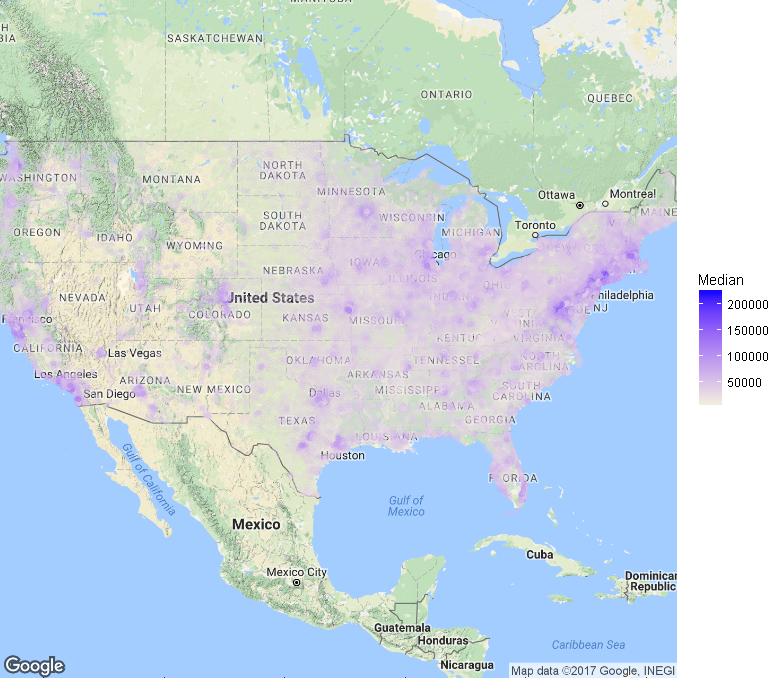 MANITOBA
SASKATCHEWAN
ONTARIO
QUEBEC
Ottawa
Montreal
MAINE
Toronto
WASHINGTON
MONTANA
NORTH
DAKOTA
MINNESOTA
WISCONSIN
MICHIGAN
OREGON
IDAHO
SOUTH
DAKOTA
WYOMING
Chicago
IOWA
NEBRASKA
ILLINOIS
INDIANA
OHIO
NEVADA
UTAH
COLORADO
United States
KANSAS
MISSOURI
WEST
VIRGINIA
KENTUC
VIRGINIA
hiladelphia
NJ
CALIFORNIA
Las Vegas
Los Angeles
San Diego
ARIZONA
NEW MEXICO
OKLAHOMA
ARKANSAS
TENNESSEE
NORTH
CAROLINA
Dallas
MISSISSIPPI
SOUTH
CAROLINA
ALABAMA
TEXAS
GEORGIA
LOUISIANA
Houston
FLORIDA
Gulf of California
Gulf of
Mexico
Mexico
Mexico City
Cuba
Dominican
Republic
Guatemala
Honduras
Nicaragua
Caribbean Sea
Google
Map data ©2017 Google, INEGI
Median
200000
150000
100000
50000